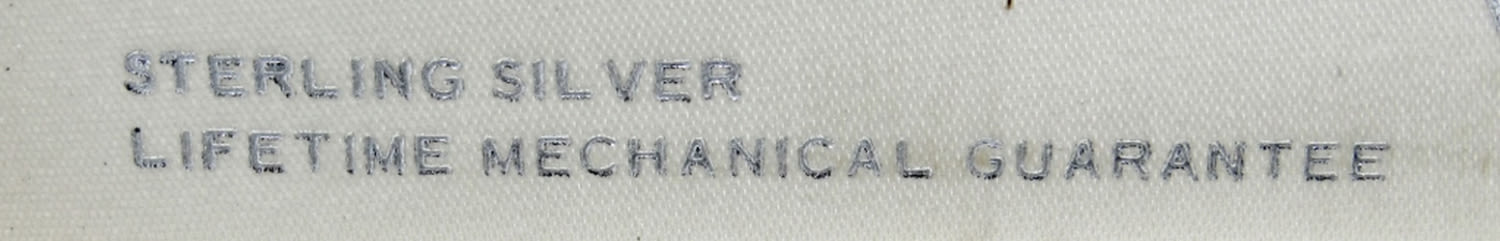 STERLING SILVER
LIFETIME MECHANICAL GUARANTEE